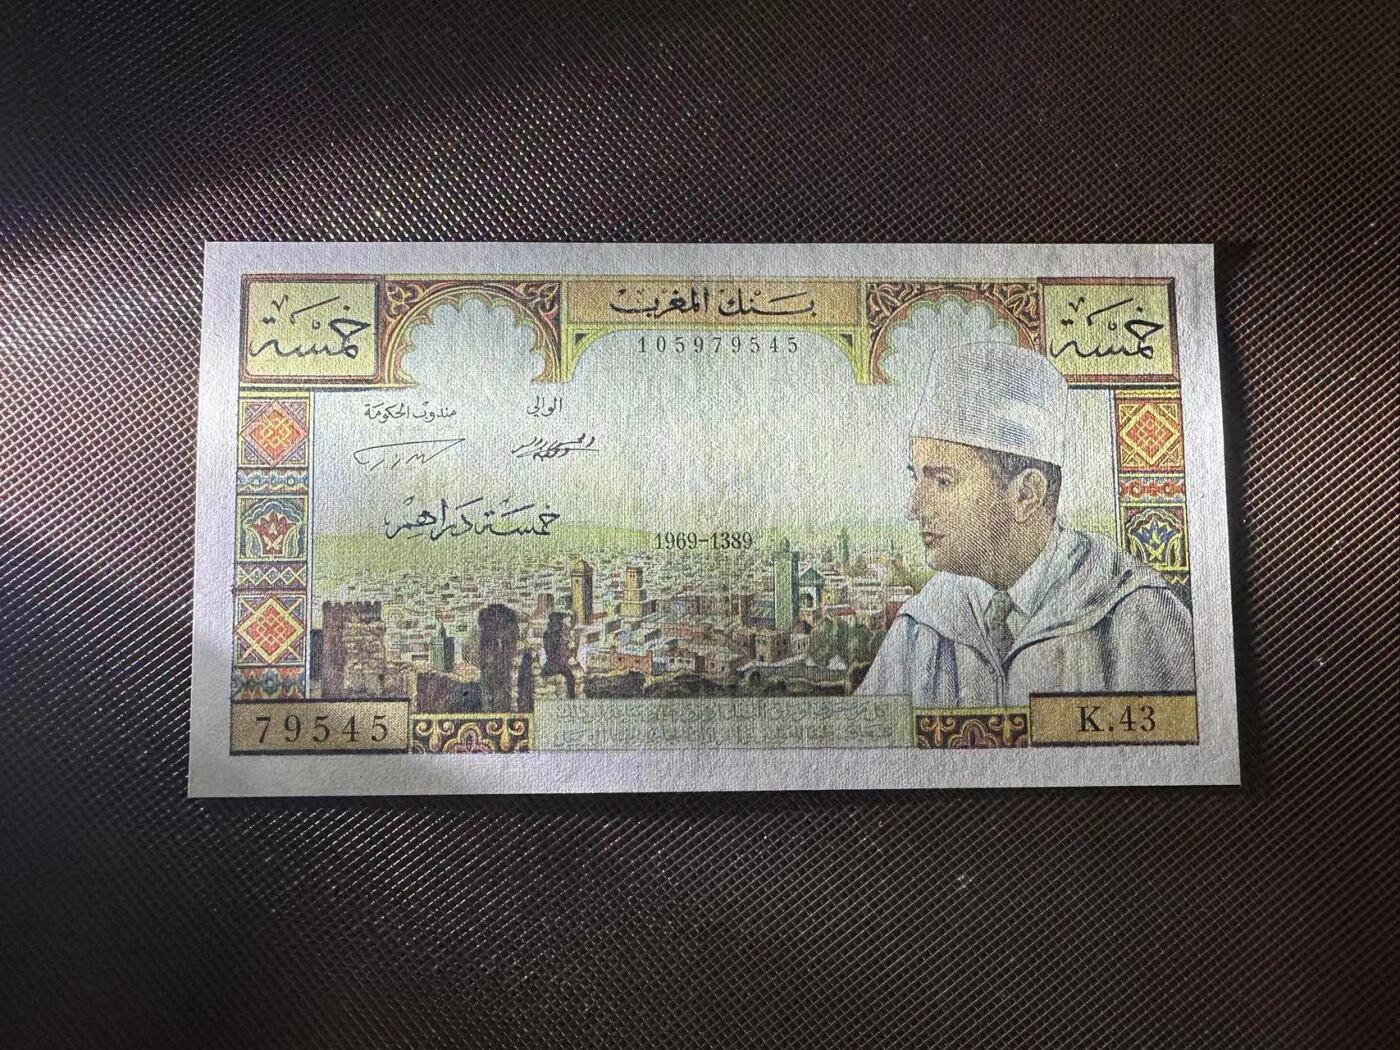 بنك المغرب
خمسة
خمسة
105979545
الوالي
مندوب الحكومة
خمسة دراهم
1969-1389
79545
K.43